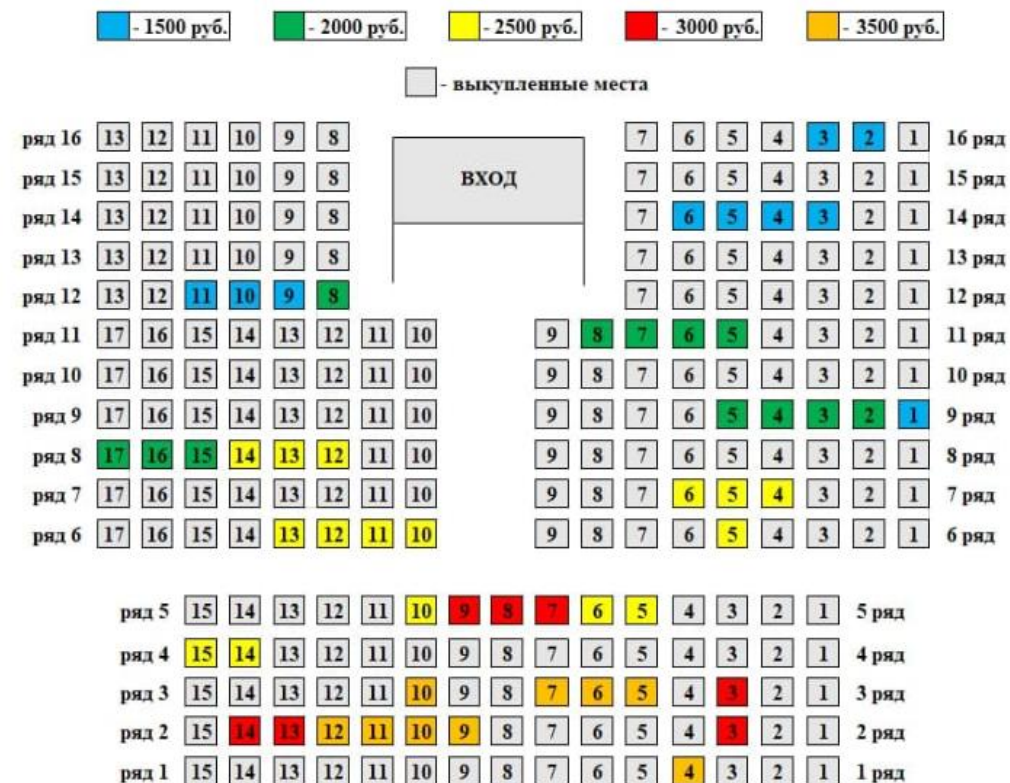 - 1500 руб. - 2000 руб. - 2500 руб. - 3000 руб. - 3500 руб.
- выкупленные места
ряд 16 13 12 11 10 9 8 7 6 5 4 3 2 1 16 ряд
ряд 15 13 12 11 10 9 8 ВХОД 7 6 5 4 3 2 1 15 ряд
ряд 14 13 12 11 10 9 8 7 6 5 4 3 2 1 14 ряд
ряд 13 13 12 11 10 9 8 7 6 5 4 3 2 1 13 ряд
ряд 12 13 12 11 10 9 8 7 6 5 4 3 2 1 12 ряд
ряд 11 17 16 15 14 13 12 11 10 9 8 7 6 5 4 3 2 1 11 ряд
ряд 10 17 16 15 14 13 12 11 10 9 8 7 6 5 4 3 2 1 10 ряд
ряд 9 17 16 15 14 13 12 11 10 9 8 7 6 5 4 3 2 1 9 ряд
ряд 8 17 16 15 14 13 12 11 10 9 8 7 6 5 4 3 2 1 8 ряд
ряд 7 17 16 15 14 13 12 11 10 9 8 7 6 5 4 3 2 1 7 ряд
ряд 6 17 16 15 14 13 12 11 10 9 8 7 6 5 4 3 2 1 6 ряд
ряд 5 15 14 13 12 11 10 9 8 7 6 5 4 3 2 1 5 ряд
ряд 4 15 14 13 12 11 10 9 8 7 6 5 4 3 2 1 4 ряд
ряд 3 15 14 13 12 11 10 9 8 7 6 5 4 3 2 1 3 ряд
ряд 2 15 14 13 12 11 10 9 8 7 6 5 4 3 2 1 2 ряд
ряд 1 15 14 13 12 11 10 9 8 7 6 5 4 3 2 1 1 ряд